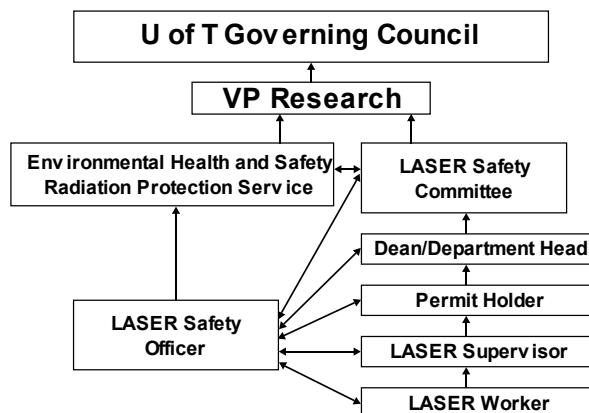 U of T Governing Council
VP Research
Environmental Health and Safety
Radiation Protection Service
LASER Safety
Committee
Dean/Department Head
Permit Holder
LASER Safety
Officer
LASER Supervisor
LASER Worker